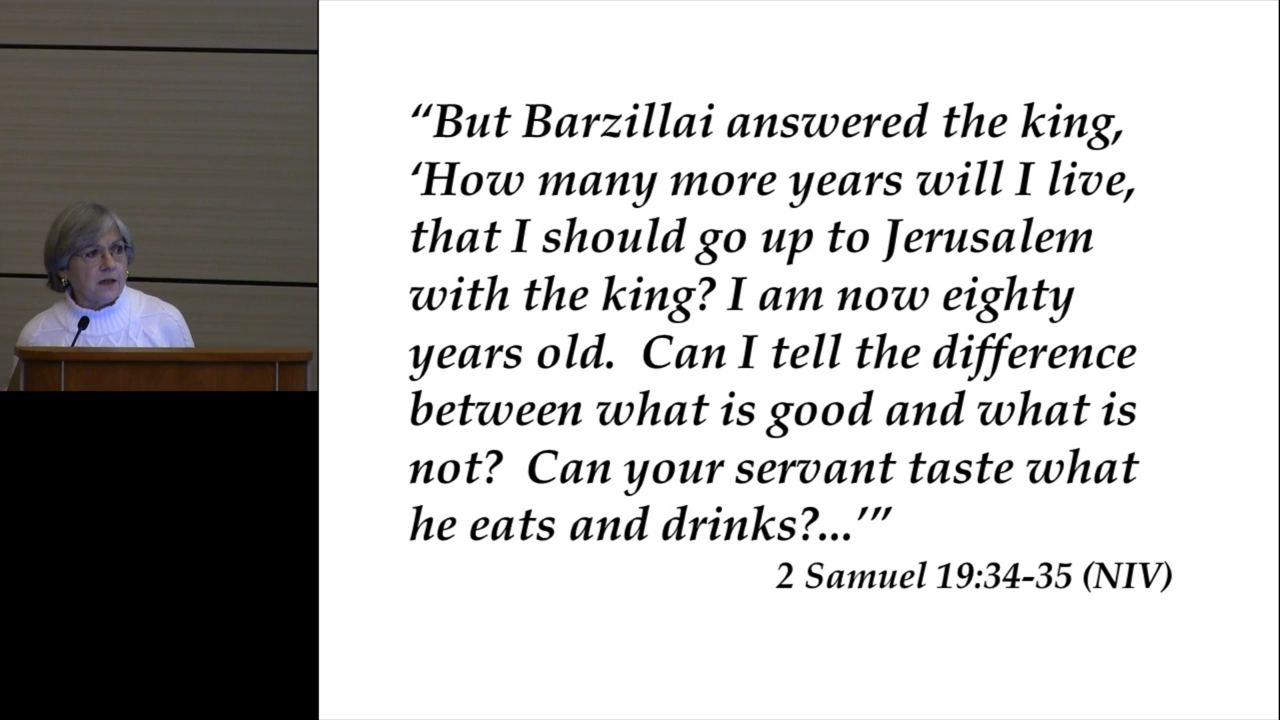 “But Barzillai answered the king,
‘How many more years will I live,
that I should go up to Jerusalem
with the king? I am now eighty
years old.  Can I tell the difference
between what is good and what is
not?  Can your servant taste what
he eats and drinks?...’”
2 Samuel 19:34-35 (NIV)